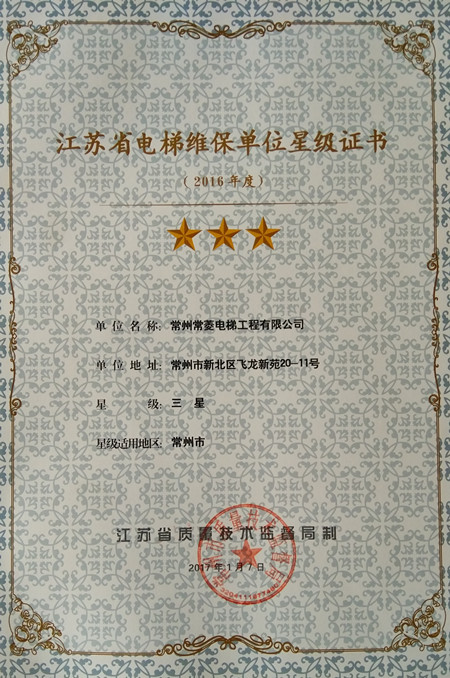 江苏省电梯维保单位星级证书
（2016年度）
单位名称：常州常菱电梯工程有限公司
单位地址：常州市新北区飞龙新苑20-11号
星级：三星
星级适用地区：常州市
江苏省质量技术监督局制
2017年1月7日